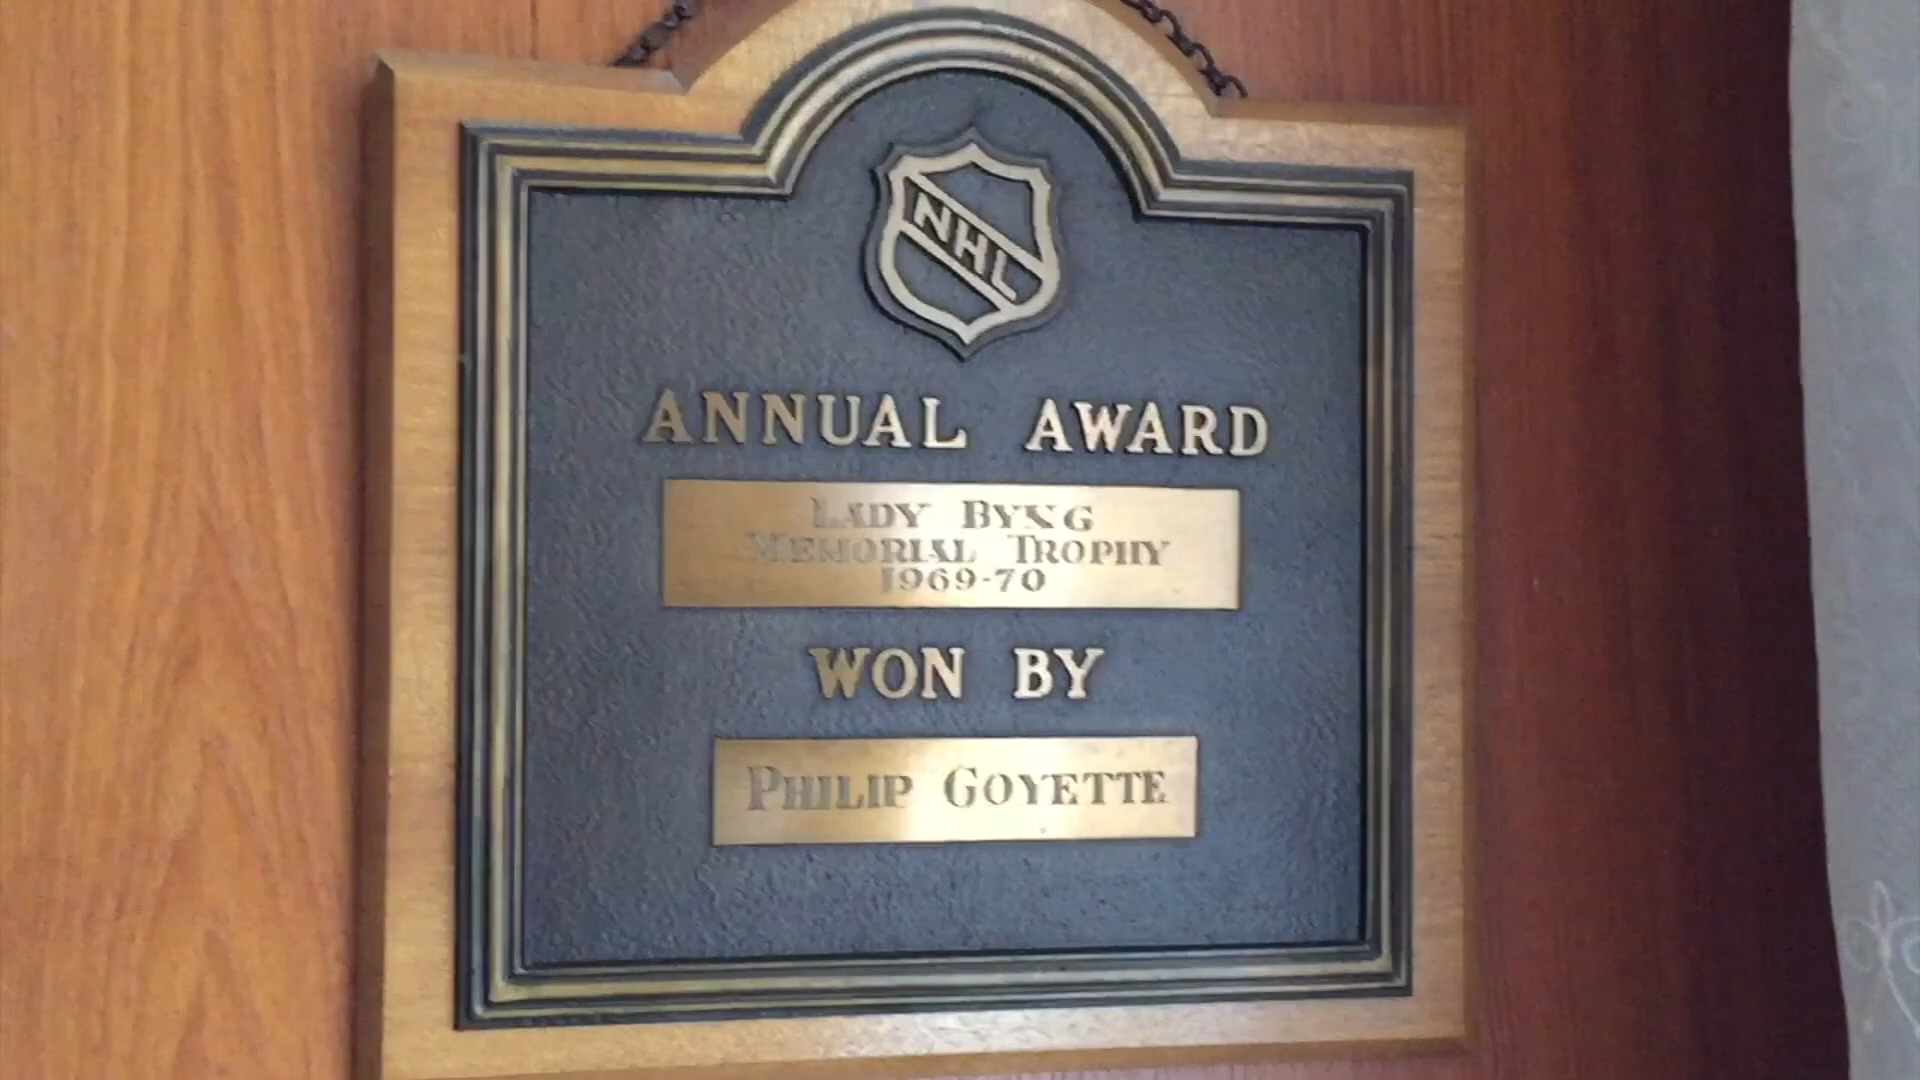 NHL
ANNUAL AWARD
LADY BYNG
MEMORIAL TROPHY
1969-70
WON BY
PHILIP GOYETTE